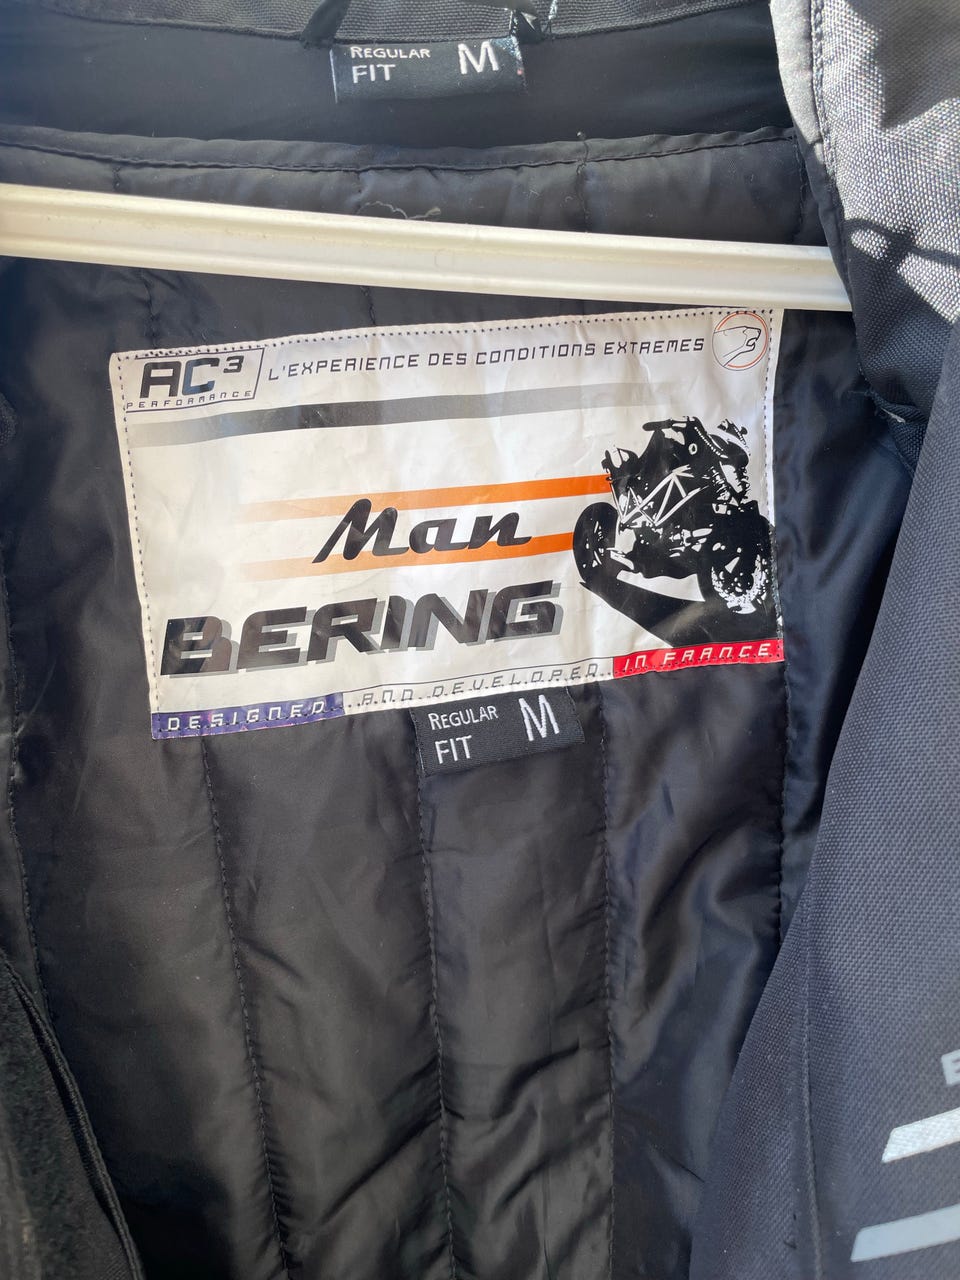 REGULAR
FIT M
AC³
PERFORMANCE
L'EXPERIENCE DES CONDITIONS EXTREMES
Man
BERING
DESIGNED AND DEVELOPED IN FRANCE
REGULAR
FIT M